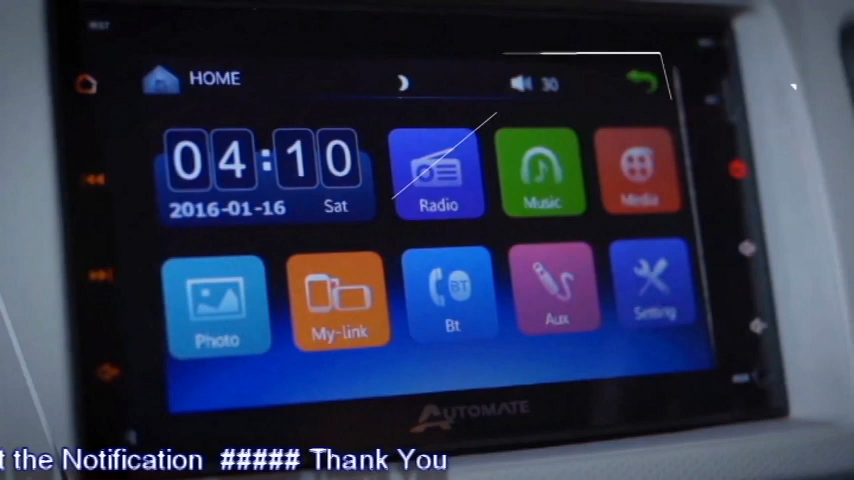 HOME
30
04:10
2016-01-16 Sat
Radio
Music
Media
Photo
My-link
Bt
BT
Aux
Setting
AUTOMATE
t the Notification ##### Thank You